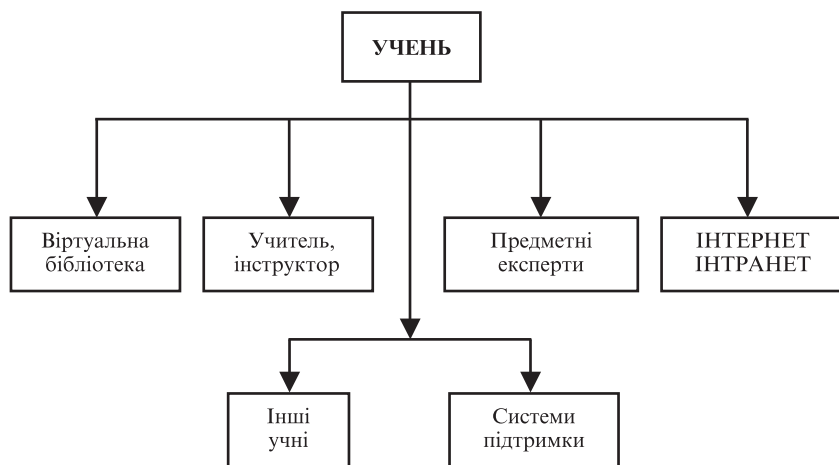 УЧЕНЬ
Віртуальна
бібліотека
Учитель,
інструктор
Предметні
експерти
ІНТЕРНЕТ
ІНТРАНЕТ
Інші
учні
Системи
підтримки